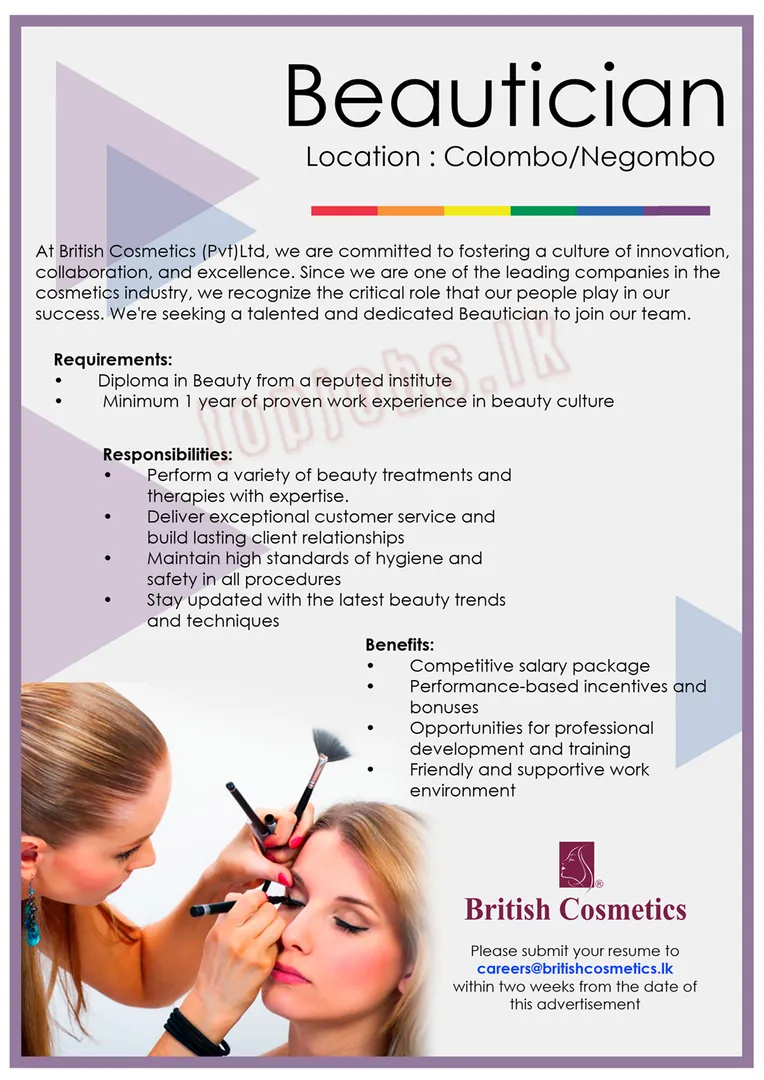 Beautician
Location : Colombo/Negombo
At British Cosmetics (Pvt)Ltd, we are committed to fostering a culture of innovation,
collaboration, and excellence. Since we are one of the leading companies in the
cosmetics industry, we recognize the critical role that our people play in our
success. We're seeking a talented and dedicated Beautician to join our team.
topjobs.lk
Requirements:
• Diploma in Beauty from a reputed institute
• Minimum 1 year of proven work experience in beauty culture
Responsibilities:
• Perform a variety of beauty treatments and
therapies with expertise.
• Deliver exceptional customer service and
build lasting client relationships
• Maintain high standards of hygiene and
safety in all procedures
• Stay updated with the latest beauty trends
and techniques
Benefits:
• Competitive salary package
• Performance-based incentives and
bonuses
• Opportunities for professional
development and training
• Friendly and supportive work
environment
®
British Cosmetics
Please submit your resume to
careers@britishcosmetics.lk
within two weeks from the date of
this advertisement